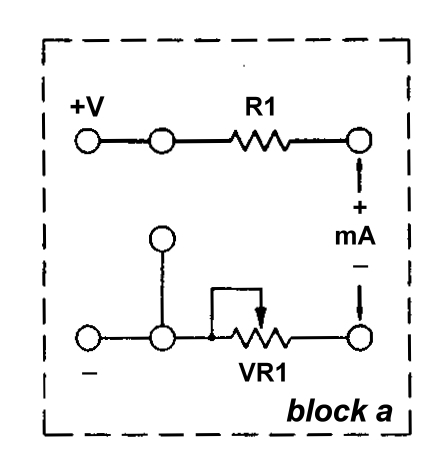 +V
R1
+
mA
–
–
VR1
block a